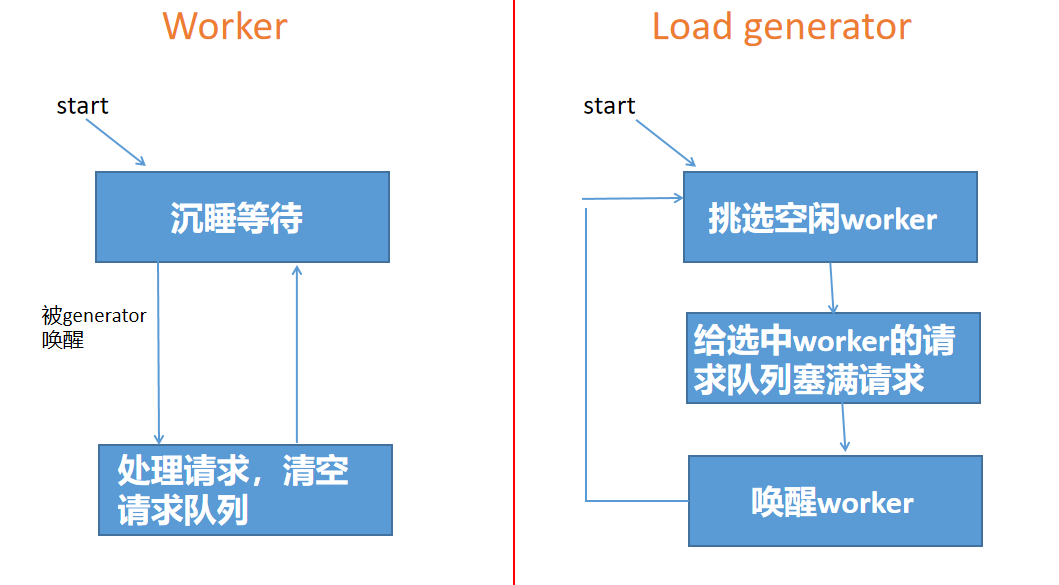 Worker
start
沉睡等待
被generator
唤醒
处理请求，清空
请求队列
Load generator
start
挑选空闲worker
给选中worker的请
求队列塞满请求
唤醒worker